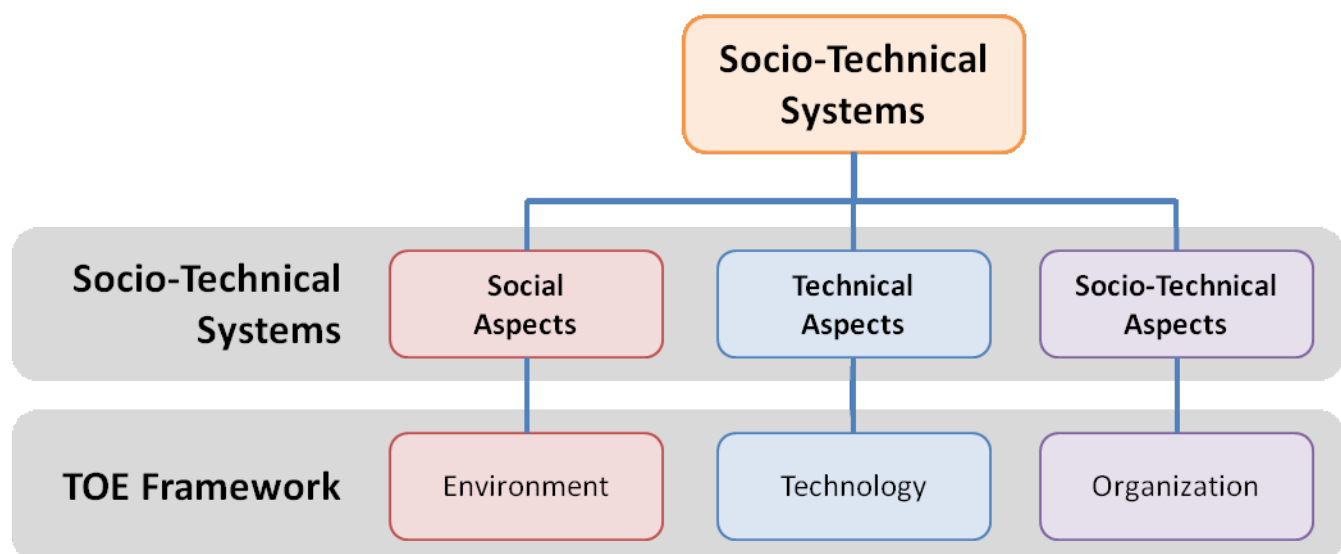 Socio-Technical
Systems
Socio-Technical
Systems
Social
Aspects
Technical
Aspects
Socio-Technical
Aspects
TOE Framework
Environment
Technology
Organization